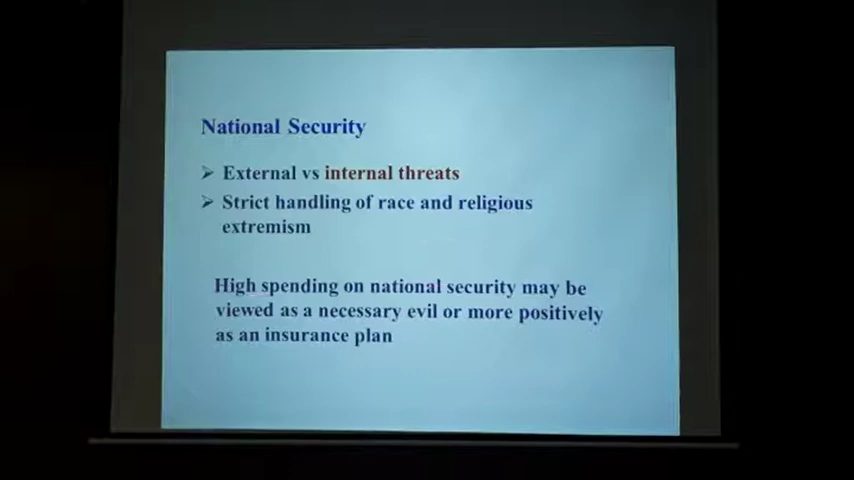 National Security
External vs internal threats
Strict handling of race and religious
extremism
High spending on national security may be
viewed as a necessary evil or more positively
as an insurance plan